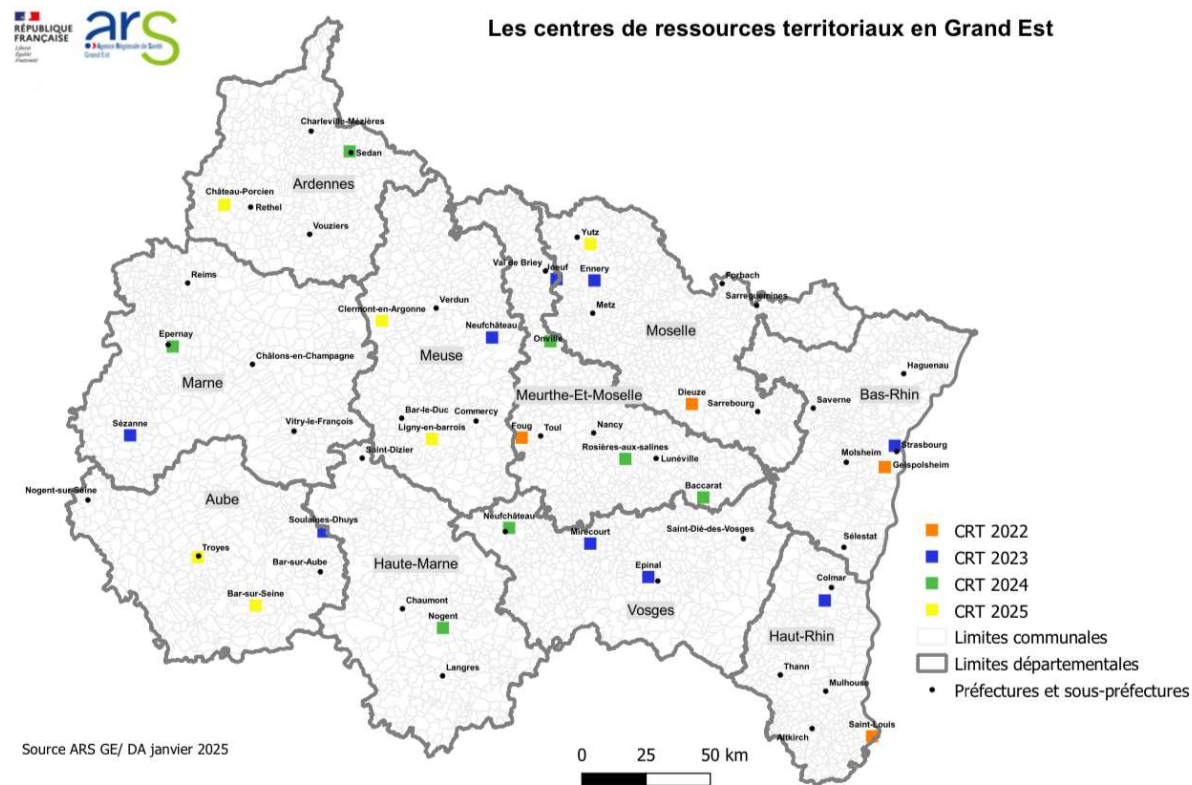 RÉPUBLIQUE
FRANÇAISE
Liberté
Égalité
Fraternité
ars
Agence Régionale de Santé
Grand Est
Les centres de ressources territoriaux en Grand Est
Charleville-Mézières
Sedan
Ardennes
Château-Porcien
Rethel
Vouziers
Yutz
Val de Briey
Joeuf
Ennery
Forbach
Reims
Sarreguemines
Clermont-en-Argonne
Verdun
Metz
Neufchâteau
Moselle
Epernay
Onville
Meuse
Châlons-en-Champagne
Haguenau
Marne
Meurthe-Et-Moselle
Dieuze
Bas-Rhin
Sarrebourg
Saverne
Bar-le-Duc
Commercy
Sézanne
Vitry-le-François
Ligny-en-barrois
Foug
Toul
Nancy
Rosières-aux-salines
Lunéville
Strasbourg
Saint-Dizier
Molsheim
Geispolsheim
Nogent-sur-Seine
Aube
Baccarat
Soulaines-Dhuys
Neufchâteau
Mirecourt
Saint-Dié-des-Vosges
Sélestat
Troyes
Bar-sur-Aube
Haute-Marne
Epinal
Colmar
Bar-sur-Seine
Chaumont
Vosges
Nogent
Haut-Rhin
Langres
Thann
Mulhouse
Saint-Louis
Altkirch
CRT 2022
CRT 2023
CRT 2024
CRT 2025
Limites communales
Limites départementales
Préfectures et sous-préfectures
Source ARS GE/ DA janvier 2025
0 25 50 km